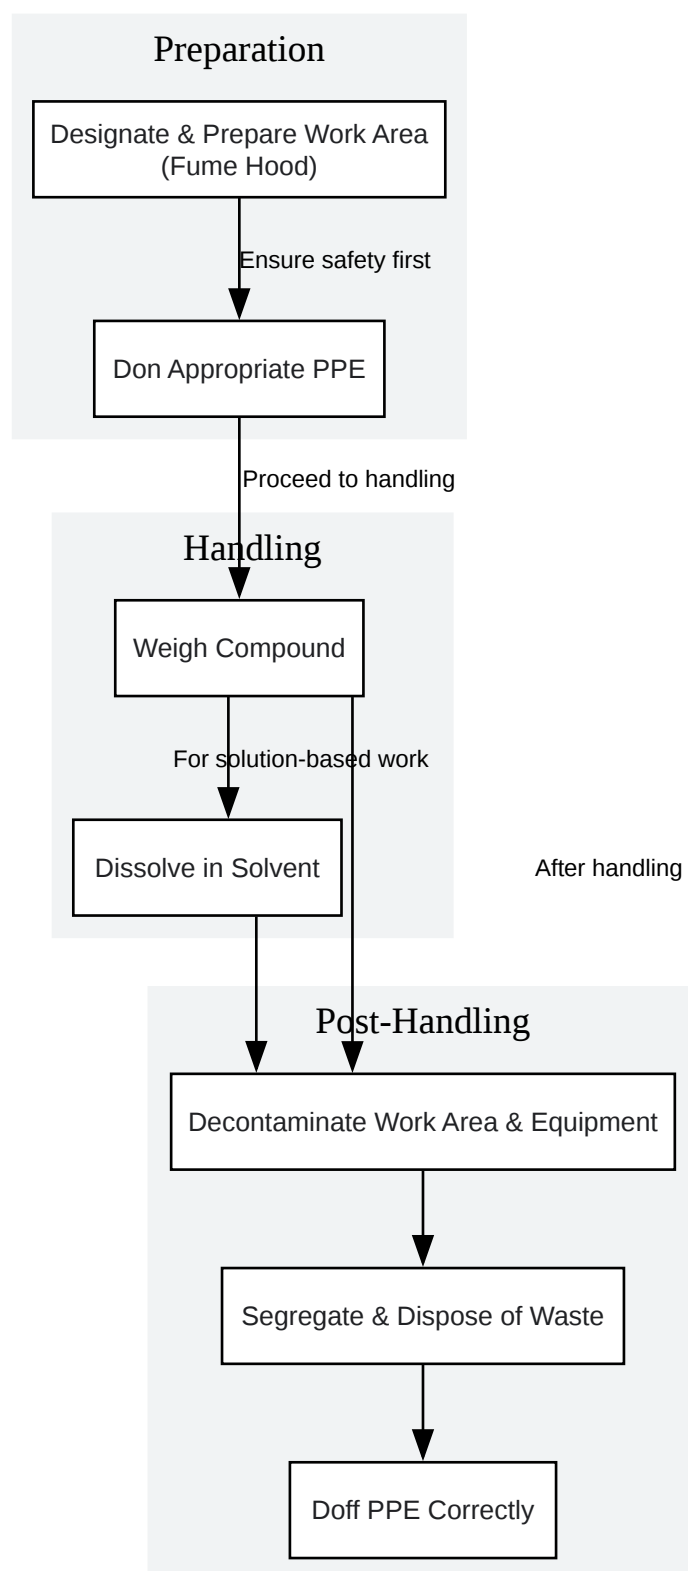 Preparation
Designate & Prepare Work Area
(Fume Hood)
Ensure safety first
Don Appropriate PPE
Proceed to handling
Handling
Weigh Compound
For solution-based work
Dissolve in Solvent
After handling
Post-Handling
Decontaminate Work Area & Equipment
Segregate & Dispose of Waste
Doff PPE Correctly